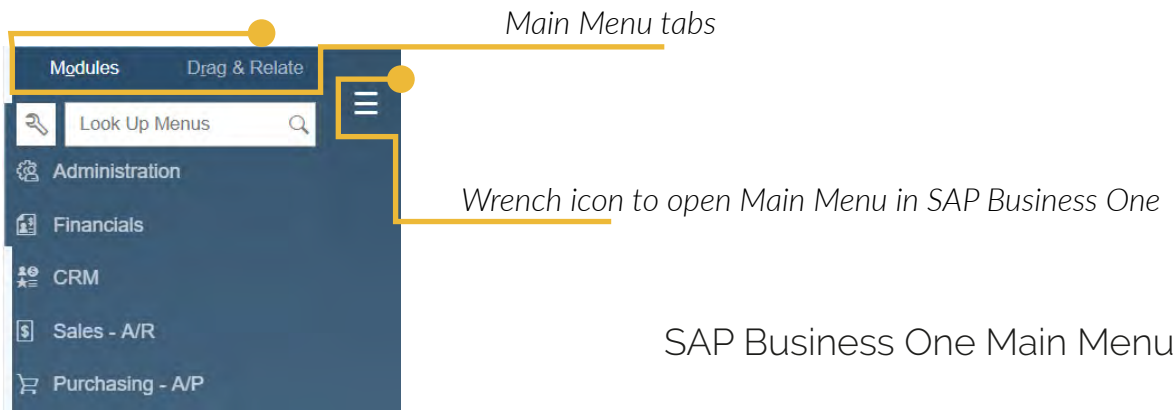 Main Menu tabs
Modules Drag & Relate
Look Up Menus
Administration
Wrench icon to open Main Menu in SAP Business One
Financials
CRM
Sales - A/R
SAP Business One Main Menu
Purchasing - A/P